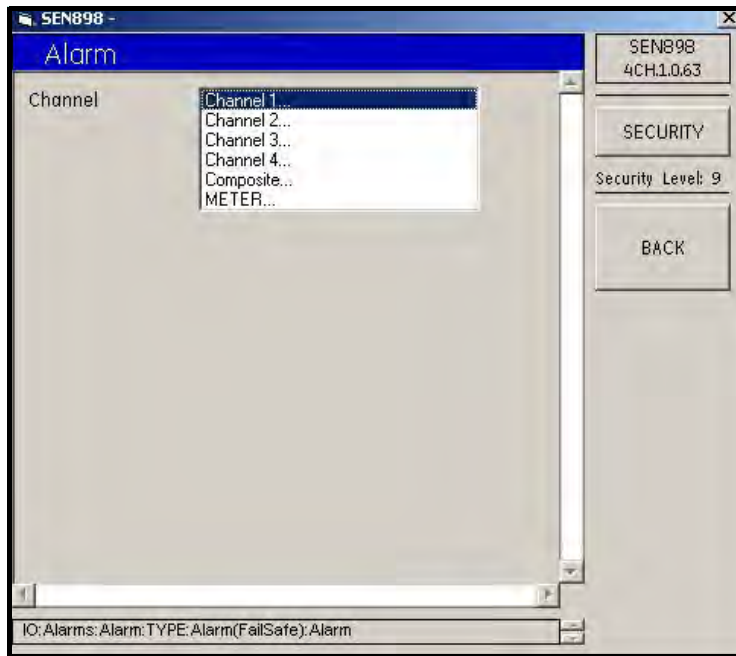 SEN898 -
Alarm
Channel
Channel 1...
Channel 2...
Channel 3...
Channel 4...
Composite...
METER...
SEN898
4CH.1.0.63
SECURITY
Security Level: 9
BACK
IO:Alarms:Alarm:TYPE:Alarm(FailSafe):Alarm